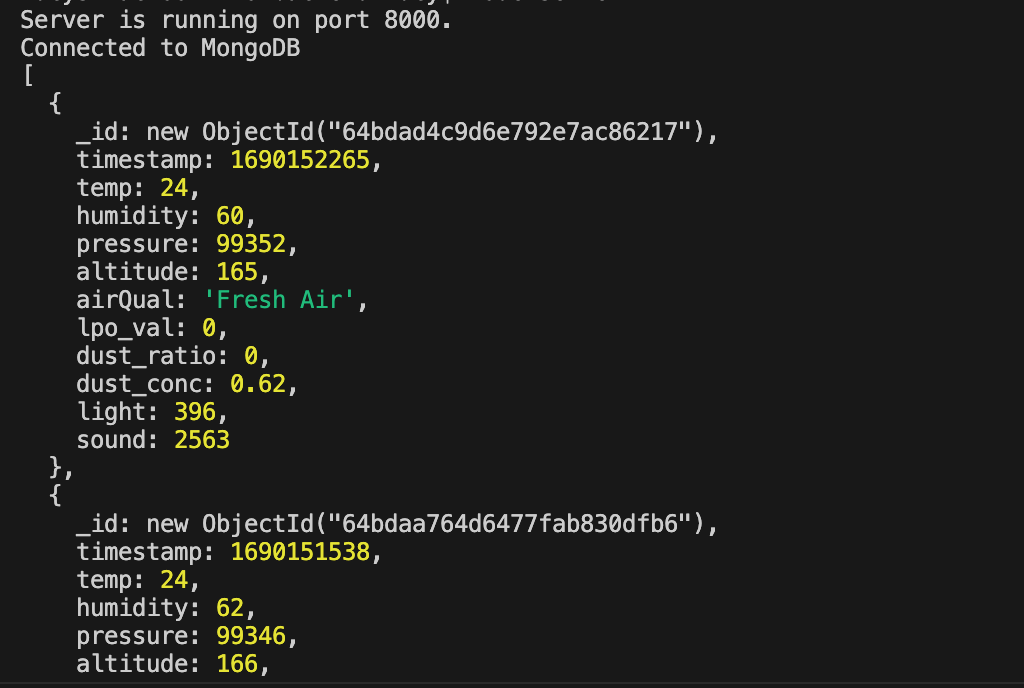 Server is running on port 8000.
Connected to MongoDB
[
  {
    _id: new ObjectId("64bdad4c9d6e792e7ac86217"),
    timestamp: 1690152265,
    temp: 24,
    humidity: 60,
    pressure: 99352,
    altitude: 165,
    airQual: 'Fresh Air',
    lpo_val: 0,
    dust_ratio: 0,
    dust_conc: 0.62,
    light: 396,
    sound: 2563
  },
  {
    _id: new ObjectId("64bdaa764d6477fab830dfb6"),
    timestamp: 1690151538,
    temp: 24,
    humidity: 62,
    pressure: 99346,
    altitude: 166,